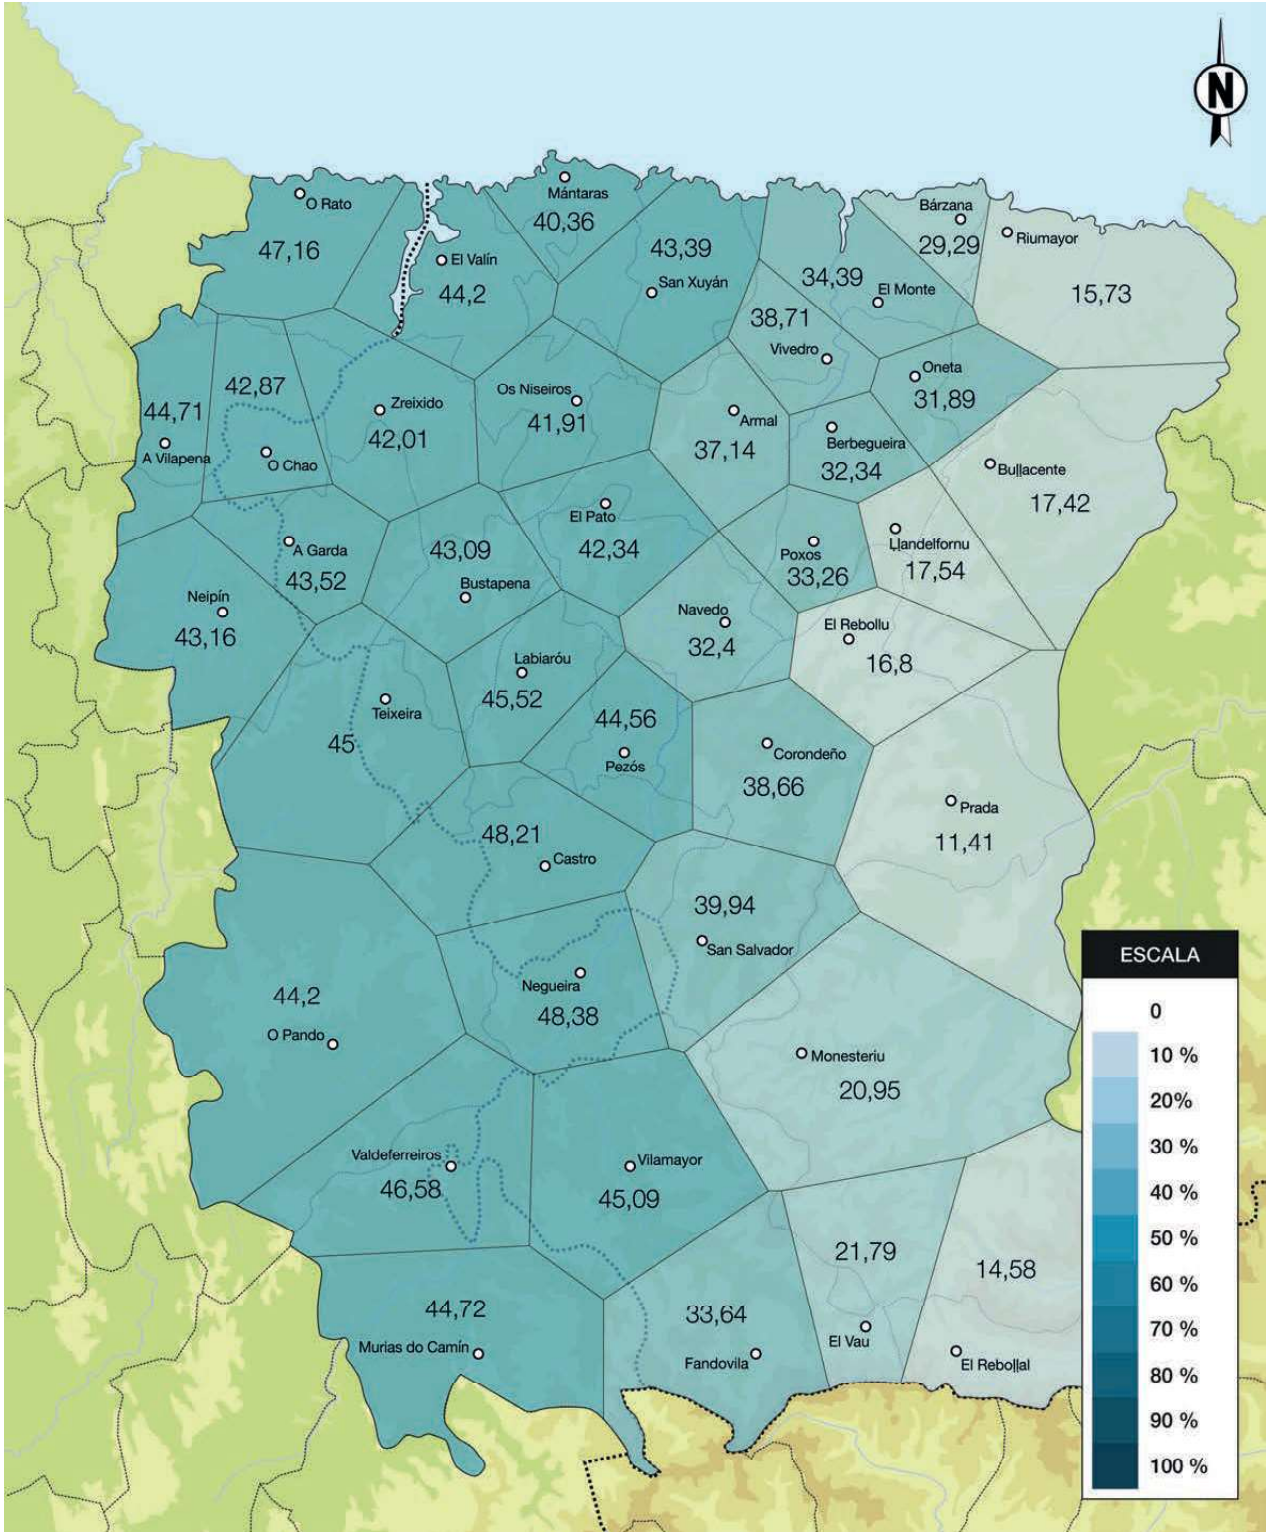 N
Mántaras
40,36
O Rato
47,16
Bárzana
29,29
Riumayor
15,73
43,39
San Xuyán
El Valín
44,2
34,39
El Monte
38,71
Vivedro
Oneta
31,89
42,87
O Chao
44,71
A Vilapena
Zreixido
42,01
Os Niseiros
41,91
Armal
37,14
Berbegueira
32,34
Buḷḷacente
17,42
El Pato
42,34
A Garda
43,52
43,09
Bustapena
Poxos
33,26
Ḷḷandelfornu
17,54
Neipín
43,16
Navedo
32,4
El Rebollu
16,8
Labiaróu
45,52
Teixeira
45
44,56
Pezós
Corondeño
38,66
Prada
11,41
48,21
Castro
39,94
San Salvador
Negueira
48,38
44,2
O Pando
Monesteriu
20,95
Valdeferreiros
46,58
Vilamayor
45,09
21,79
El Vau
14,58
El Reboḷḷal
44,72
Murias do Camín
33,64
Fandovila
ESCALA
0
10 %
20%
30 %
40 %
50 %
60 %
70 %
80 %
90 %
100 %